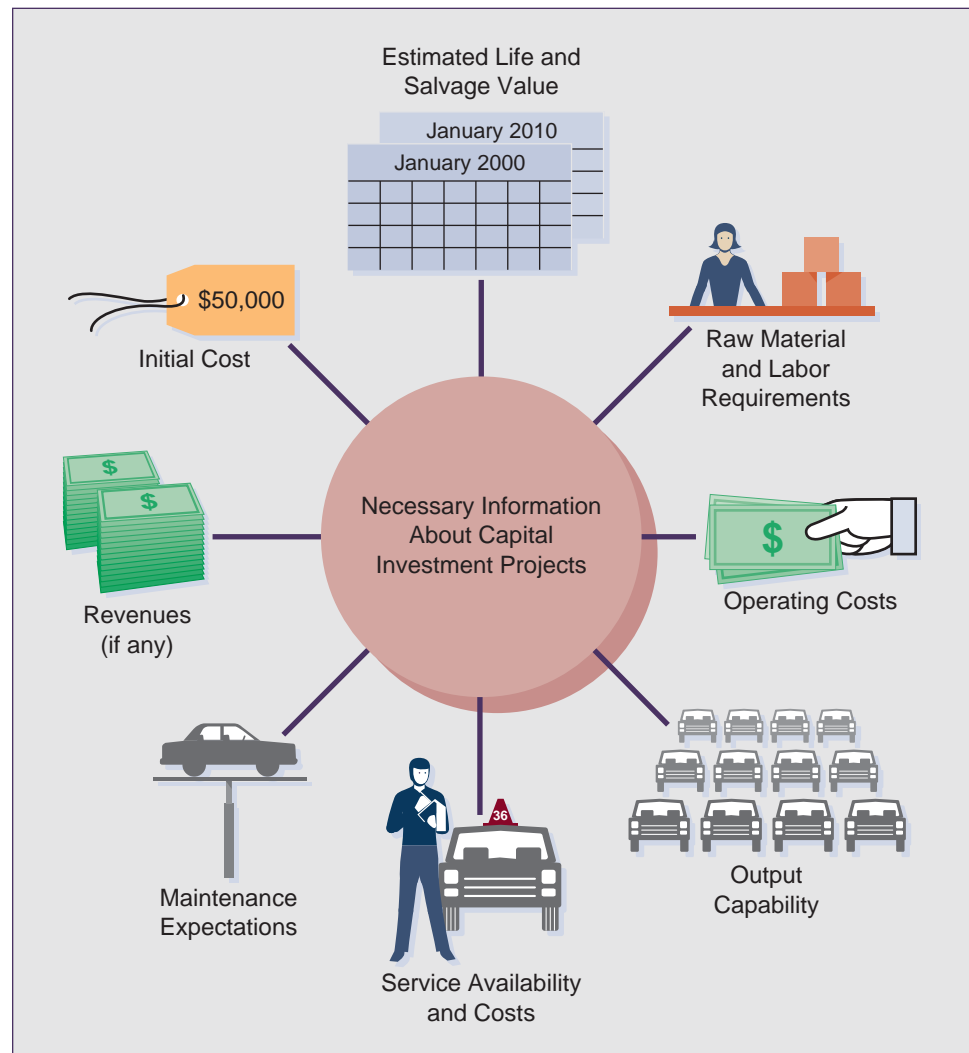 Estimated Life and
Salvage Value
January 2010
January 2000
$50,000
Initial Cost
Raw Material
and Labor
Requirements
Necessary Information
About Capital
Investment Projects
$
$
Revenues
(if any)
$
Operating Costs
Maintenance
Expectations
36
Service Availability
and Costs
Output
Capability